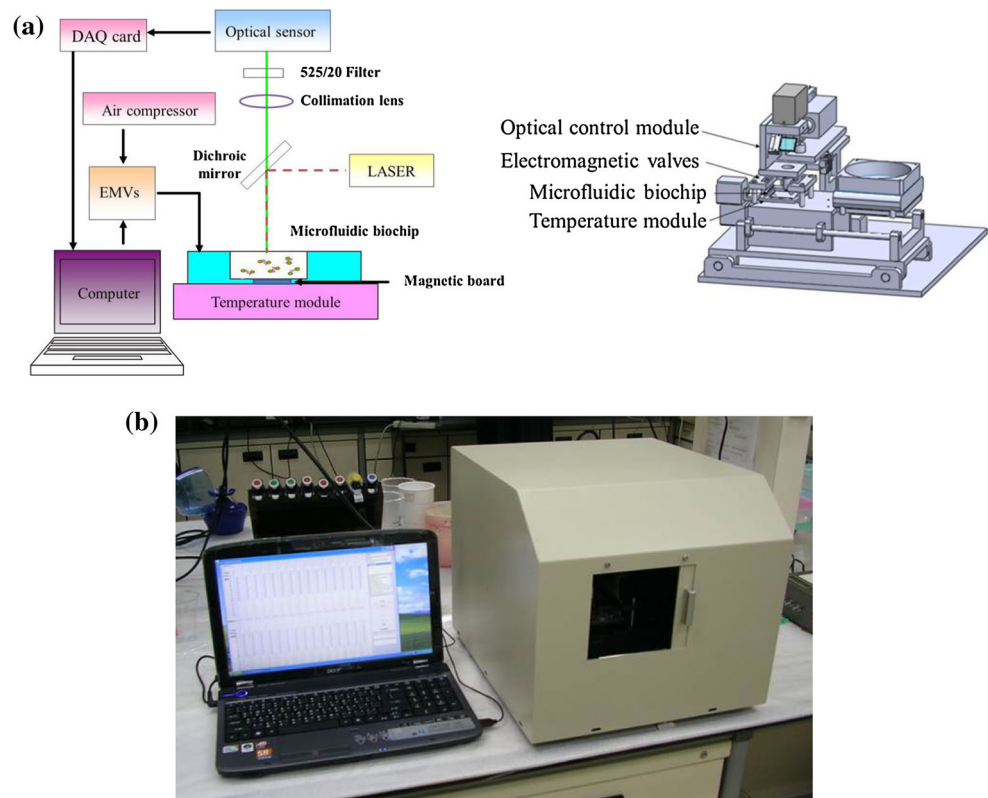 (a)
DAQ card
Optical sensor
525/20 Filter
Collimation lens
Air compressor
Dichroic
mirror
LASER
EMVs
Microfluidic biochip
Magnetic board
Computer
Temperature module
Optical control module
Electromagnetic valves
Microfluidic biochip
Temperature module
(b)
acer